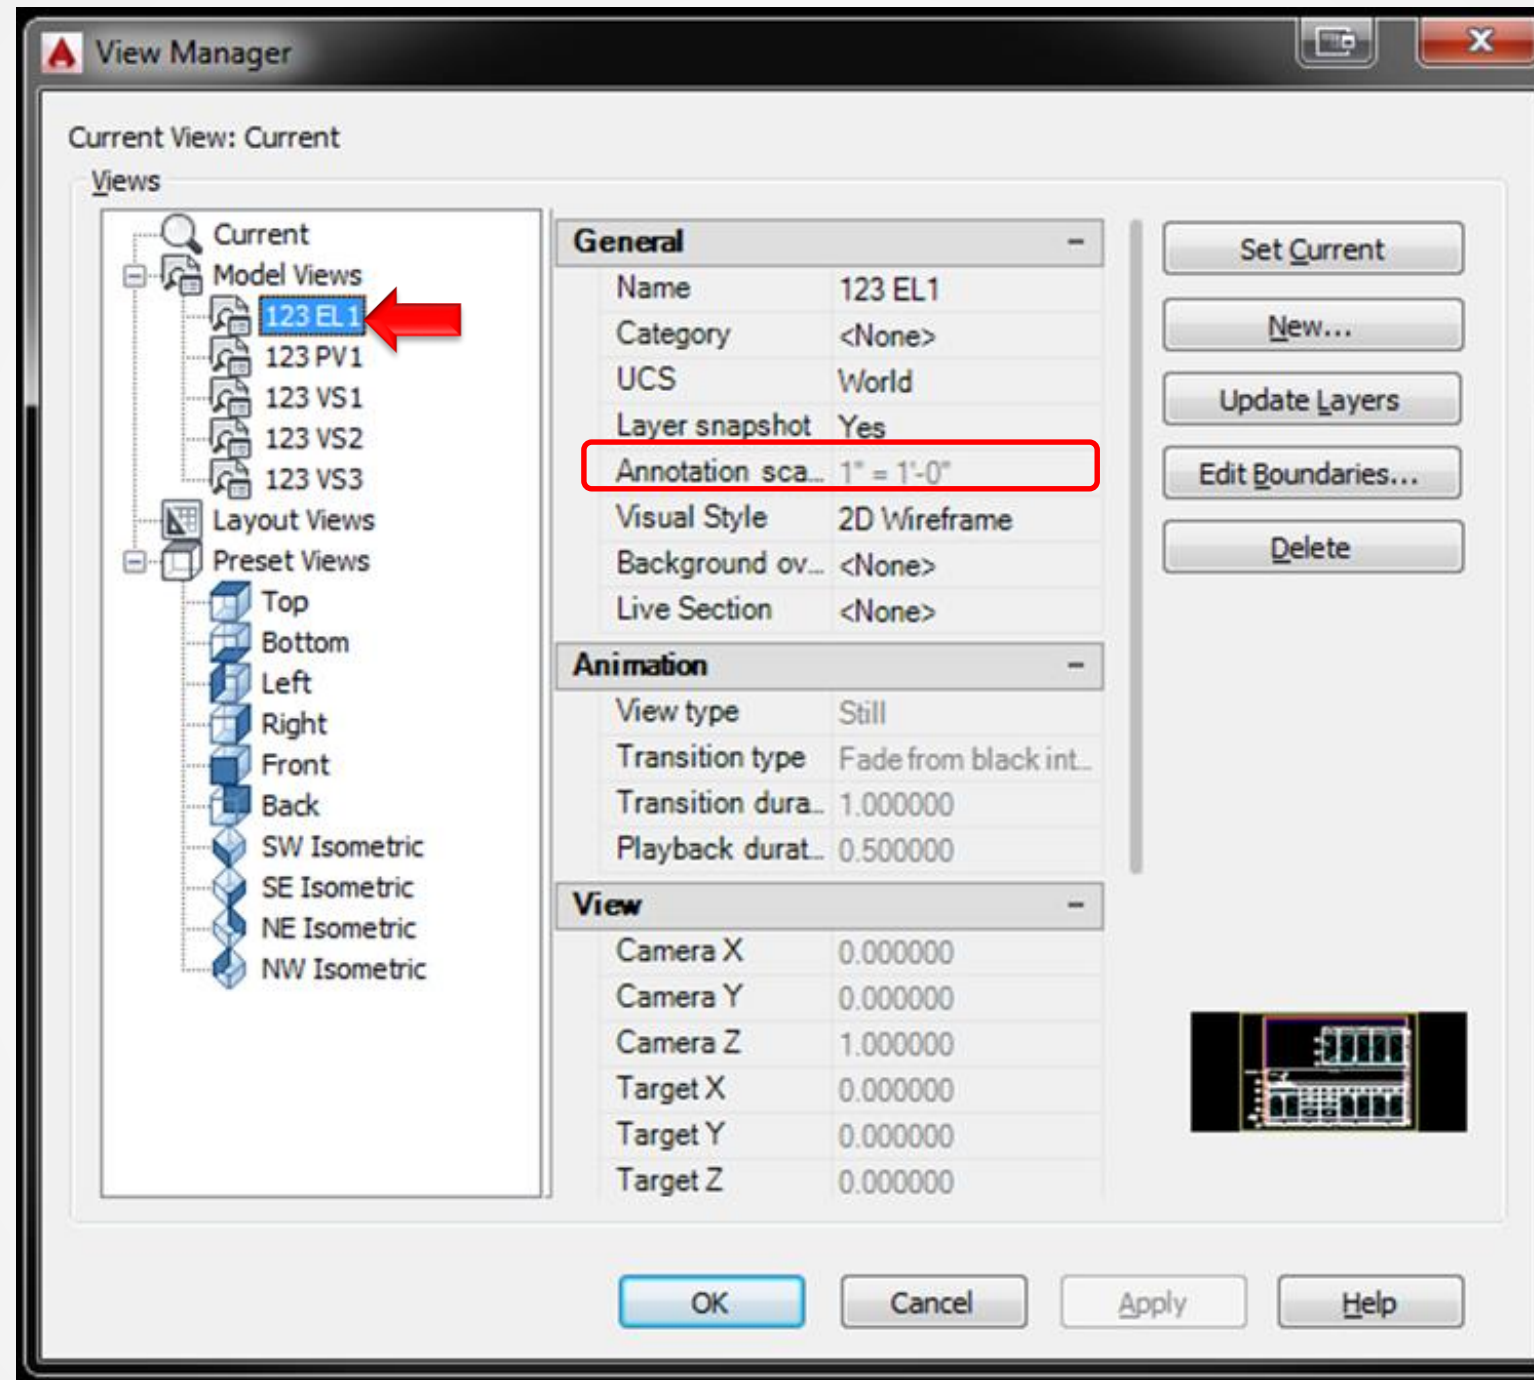 View Manager
Current View: Current
Views
Current
Model Views
123 EL1
123 PV1
123 VS1
123 VS2
123 VS3
Layout Views
Preset Views
Top
Bottom
Left
Right
Front
Back
SW Isometric
SE Isometric
NE Isometric
NW Isometric
General
Name 123 EL1
Category <None>
UCS World
Layer snapshot Yes
Annotation sca... 1" = 1'-0"
Visual Style 2D Wireframe
Background ov... <None>
Live Section <None>
Animation
View type Still
Transition type Fade from black int...
Transition dura... 1.000000
Playback durat... 0.500000
View
Camera X 0.000000
Camera Y 0.000000
Camera Z 1.000000
Target X 0.000000
Target Y 0.000000
Target Z 0.000000
Set Current
New...
Update Layers
Edit Boundaries...
Delete
OK
Cancel
Apply
Help